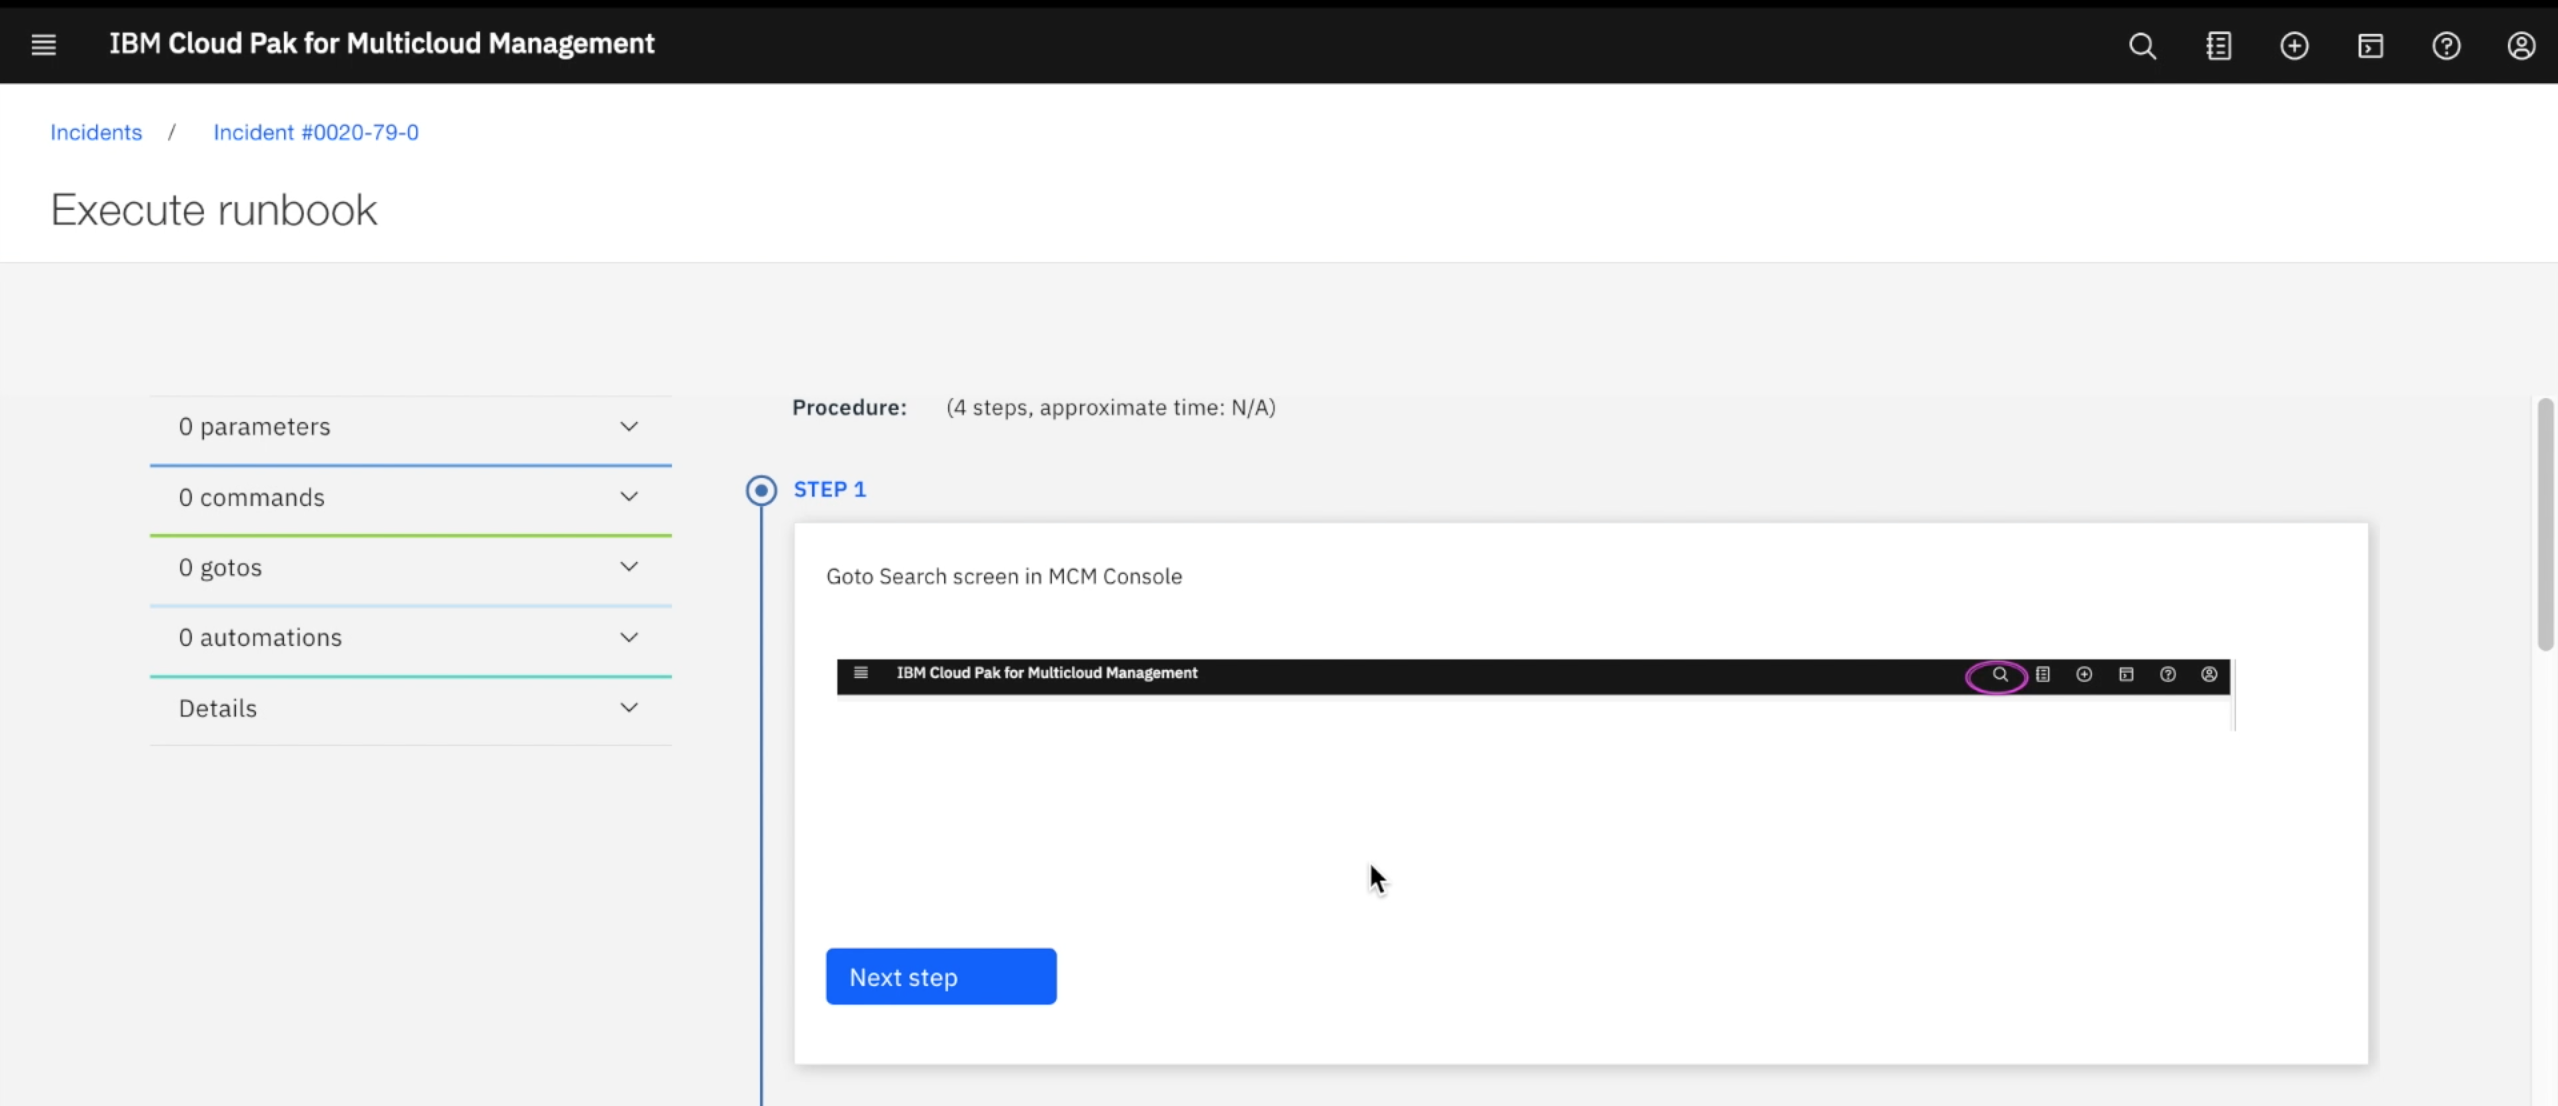 IBM Cloud Pak for Multicloud Management
Incidents / Incident #0020-79-0
Execute runbook
0 parameters
0 commands
0 gotos
0 automations
Details
Procedure: (4 steps, approximate time: N/A)
STEP 1
Goto Search screen in MCM Console
IBM Cloud Pak for Multicloud Management
Next step